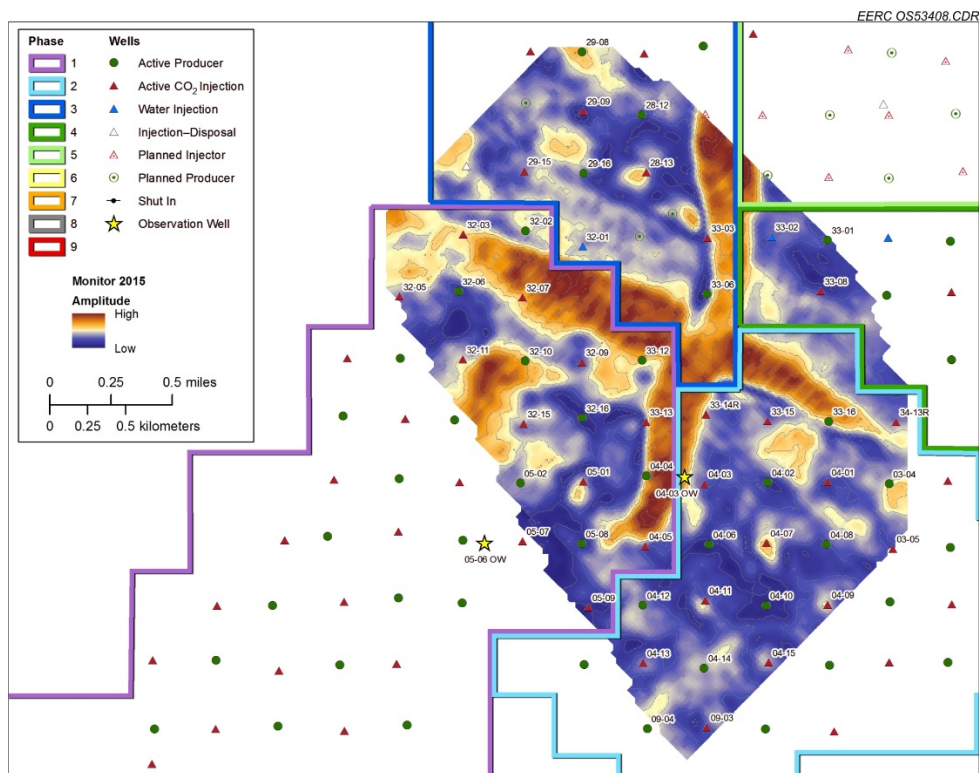 EERC OS53408.CDR
Phase Wells
1 Active Producer
2 Active CO₂ Injection
3 Water Injection
4 Injection–Disposal
5 Planned Injector
6 Planned Producer
7 Shut In
8 Observation Well
9
Monitor 2015
Amplitude
High
Low
0 0.25 0.5 miles
0 0.25 0.5 kilometers
29-08
29-09 28-12
29-15 29-16 28-13
32-03 32-02 32-01 33-03 33-02 33-01
32-05 32-06 32-07 33-06 33-08
32-11 32-10 32-09 33-12
32-15 32-16 33-13 33-14R 33-15 33-16 34-13R
05-02 05-01 04-04 04-03 04-02 04-01 03-04
04-03 OW
05-07 05-08 04-05 04-06 04-07 04-08 03-05
05-06 OW
05-09 04-12 04-11 04-10 04-09
04-13 04-14 04-15
09-04 09-03